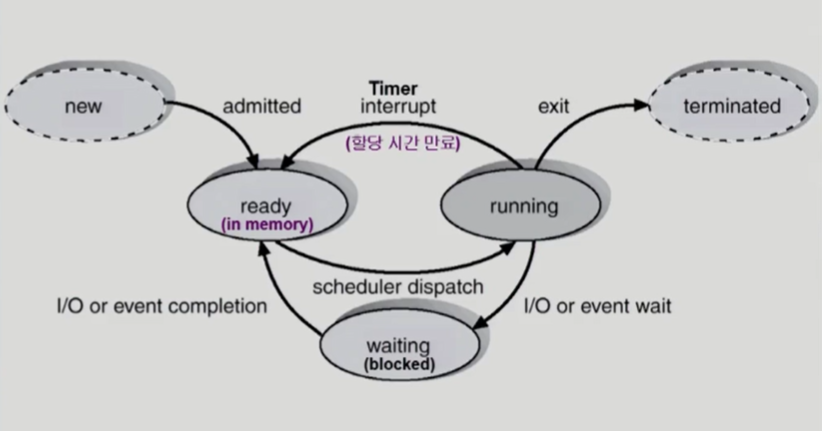 new
admitted
Timer
interrupt
(할당 시간 만료)
exit
terminated
ready
(in memory)
running
scheduler dispatch
I/O or event completion
I/O or event wait
waiting
(blocked)